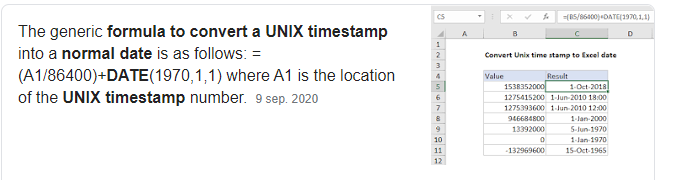 The generic formula to convert a UNIX timestamp
into a normal date is as follows: =
(A1/86400)+DATE(1970,1,1) where A1 is the location
of the UNIX timestamp number. 9 sep. 2020
C5 =(B5/86400)+DATE(1970,1,1)
A B C D
1
2 Convert Unix time stamp to Excel date
3
4 Value Result
5 1538352000 1-Oct-2018
6 1275415200 1-Jun-2010 18:00
7 1275393600 1-Jun-2010 12:00
8 946684800 1-Jan-2000
9 13392000 5-Jun-1970
10 0 1-Jan-1970
11 -132969600 15-Oct-1965
12